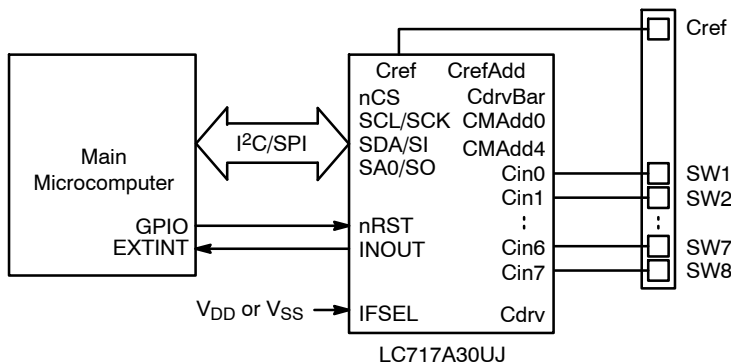 Cref
Cref CrefAdd
nCS CdrvBar
SCL/SCK CMAdd0
SDA/SI CMAdd4
SA0/SO
I²C/SPI
Main
Microcomputer
Cin0 SW1
Cin1 SW2
GPIO nRST
EXTINT INOUT Cin6 SW7
Cin7 SW8
VDD or VSS IFSEL Cdrv
LC717A30UJ